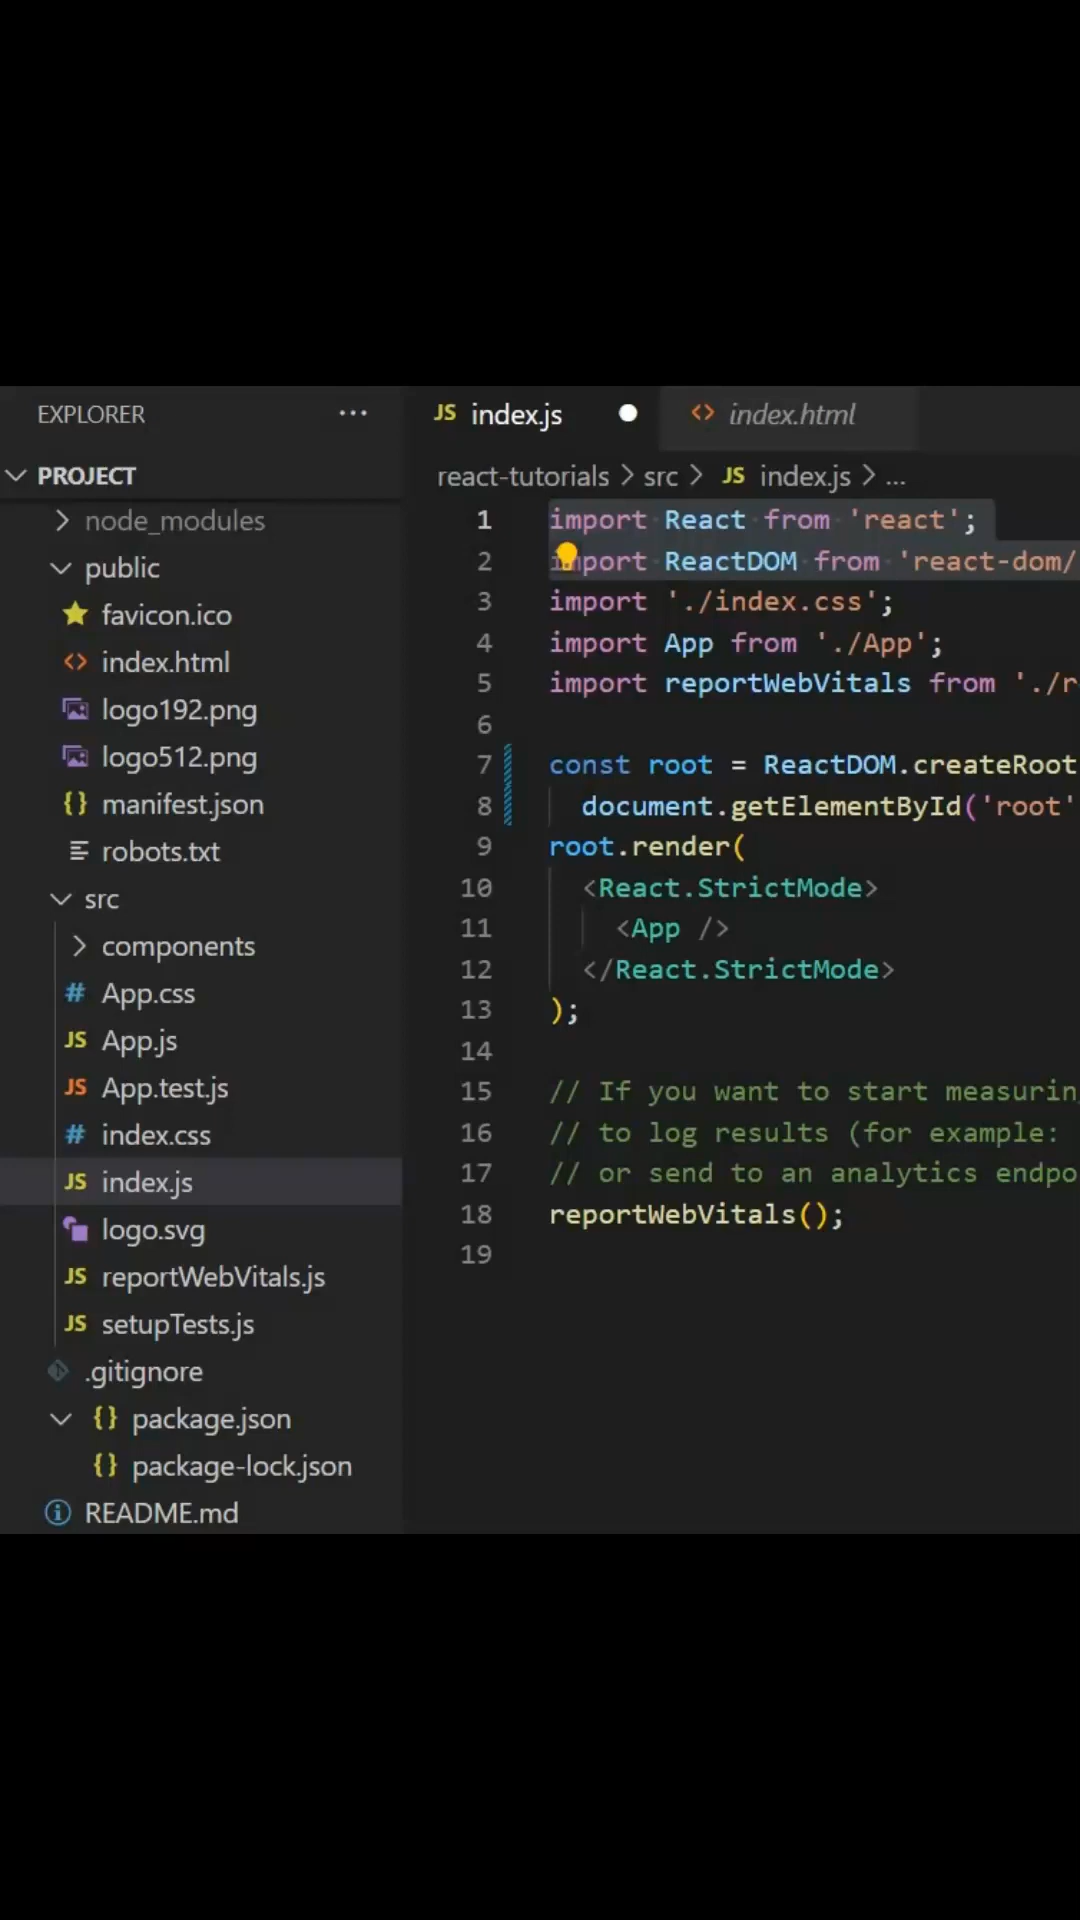 EXPLORER ...
PROJECT
node_modules
public
favicon.ico
index.html
logo192.png
logo512.png
manifest.json
robots.txt
src
components
App.css
App.js
App.test.js
index.css
index.js
logo.svg
reportWebVitals.js
setupTests.js
.gitignore
package.json
package-lock.json
README.md
JS index.js
<> index.html
react-tutorials > src > JS index.js > ...
1 import React from 'react';
2 import ReactDOM from 'react-dom/
3 import './index.css';
4 import App from './App';
5 import reportWebVitals from './r
6
7 const root = ReactDOM.createRoot
8 document.getElementById('root'
9 root.render(
10 <React.StrictMode>
11 <App />
12 </React.StrictMode>
13 );
14
15 // If you want to start measurin
16 // to log results (for example:
17 // or send to an analytics endpo
18 reportWebVitals();
19